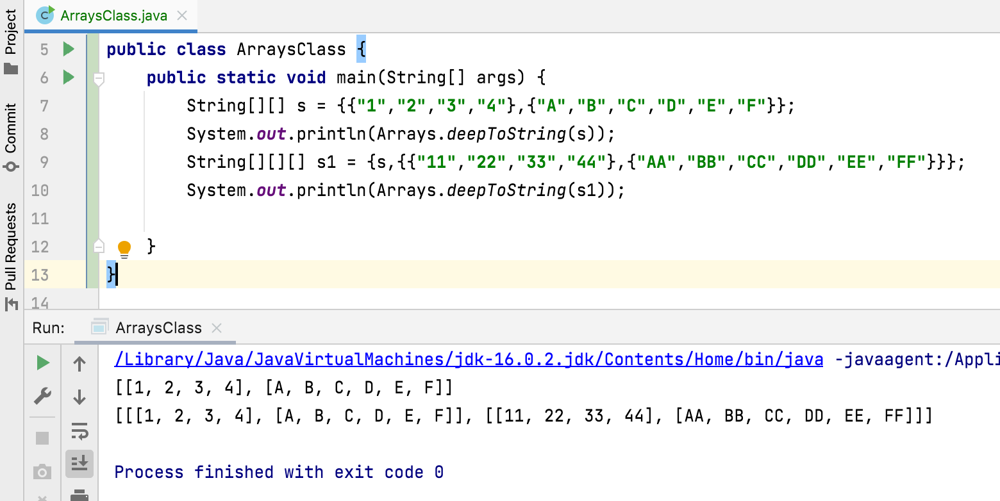 ArraysClass.java
Project
Commit
Pull Requests
5 public class ArraysClass {
6 public static void main(String[] args) {
7 String[][] s = {{"1","2","3","4"},{"A","B","C","D","E","F"}};
8 System.out.println(Arrays.deepToString(s));
9 String[][][] s1 = {s,{{"11","22","33","44"},{"AA","BB","CC","DD","EE","FF"}}};
10 System.out.println(Arrays.deepToString(s1));
11
12 }
13 }
14
Run: ArraysClass
/Library/Java/JavaVirtualMachines/jdk-16.0.2.jdk/Contents/Home/bin/java -javaagent:/Appli
[[1, 2, 3, 4], [A, B, C, D, E, F]]
[[[1, 2, 3, 4], [A, B, C, D, E, F]], [[11, 22, 33, 44], [AA, BB, CC, DD, EE, FF]]]
Process finished with exit code 0